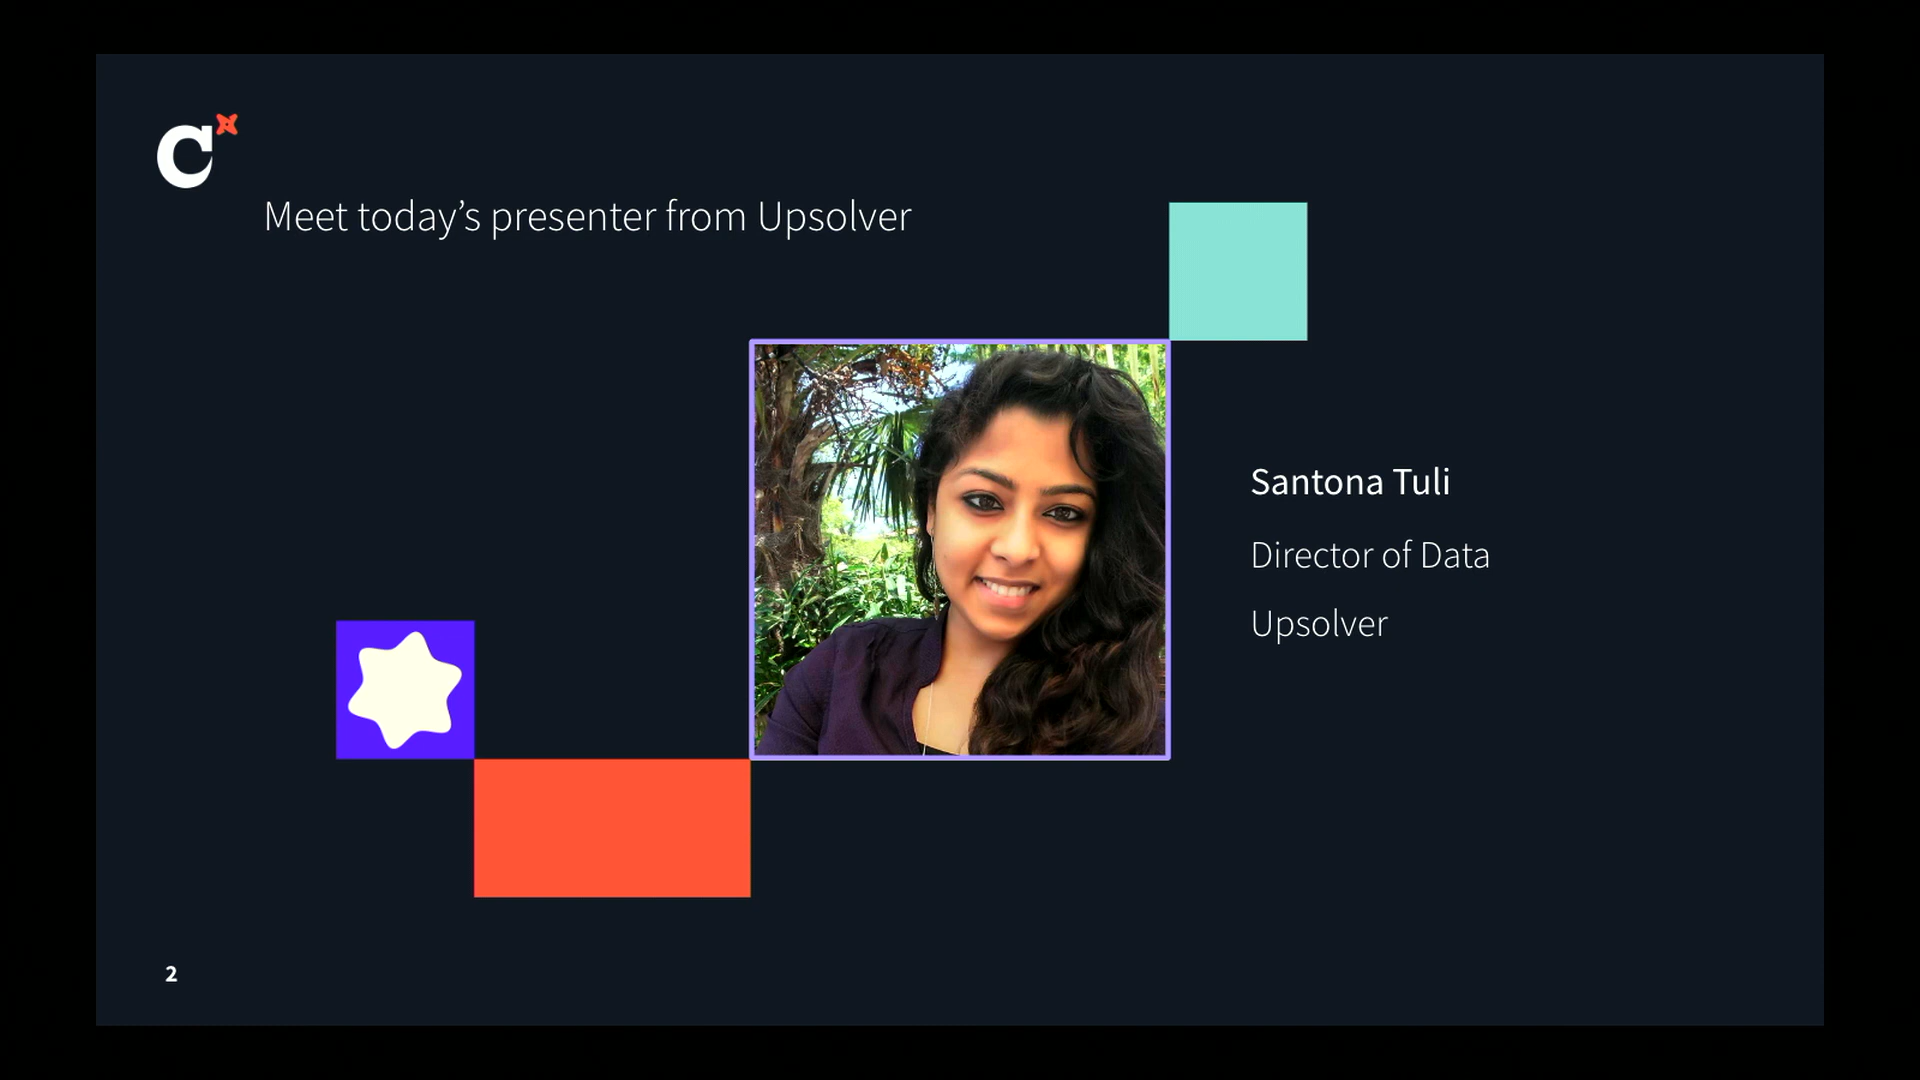 Meet today’s presenter from Upsolver
Santona Tuli
Director of Data
Upsolver
2